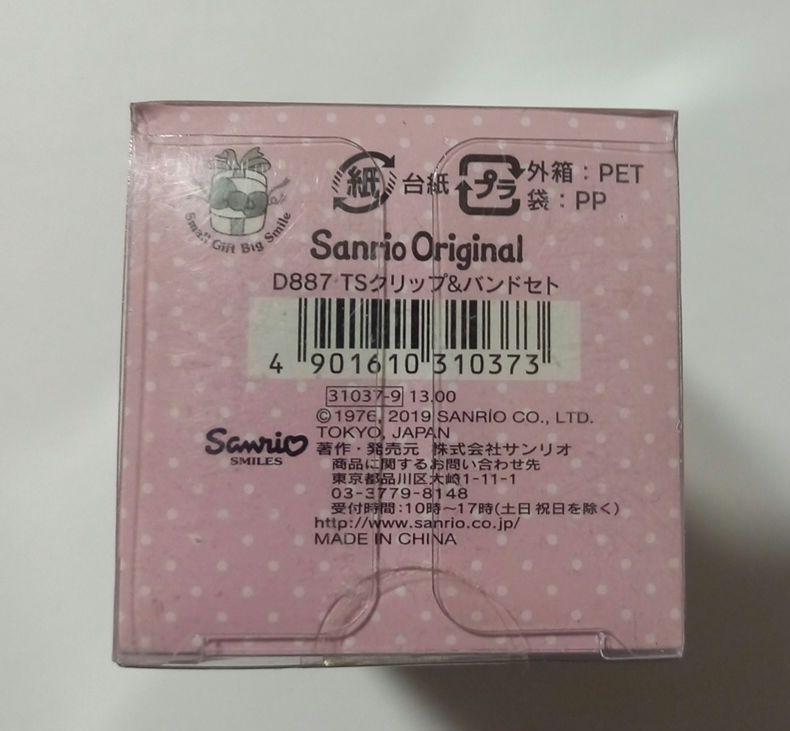 Small Gift Big Smile
紙 台紙
プラ 外箱：PET
袋：PP
Sanrio Original
D887 TSクリップ&バンドセト
4 901610 310373
31037-9 13.00
©1976, 2019 SANRIO CO., LTD.
TOKYO, JAPAN
Sanrio
SMILES
著作・発売元 株式会社サンリオ
商品に関するお問い合わせ先
東京都品川区大崎1-11-1
03-3779-8148
受付時間：10時～17時(土日祝日を除く)
http://www.sanrio.co.jp/
MADE IN CHINA